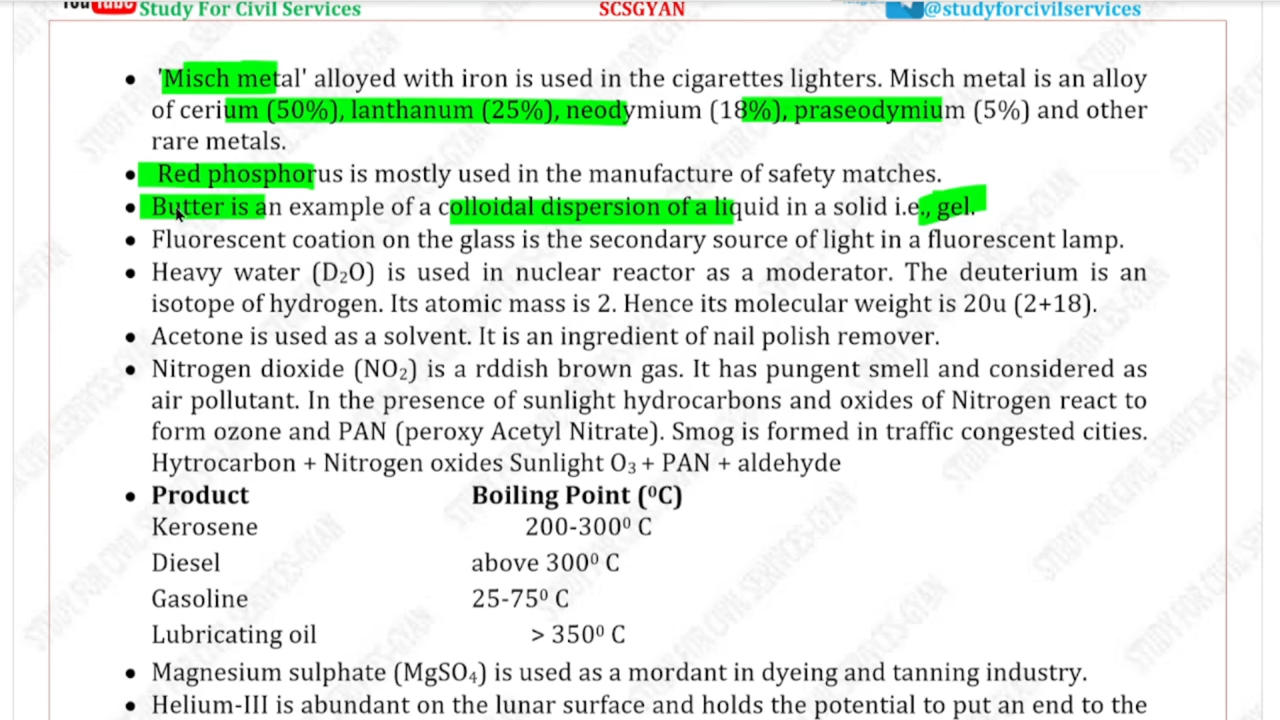 You Tube Study For Civil Services SCSGYAN @studyforcivilservices
• 'Misch metal' alloyed with iron is used in the cigarettes lighters. Misch metal is an alloy
of cerium (50%), lanthanum (25%), neodymium (18%), praseodymium (5%) and other
rare metals.
• Red phosphorus is mostly used in the manufacture of safety matches.
• Butter is an example of a colloidal dispersion of a liquid in a solid i.e., gel.
• Fluorescent coation on the glass is the secondary source of light in a fluorescent lamp.
• Heavy water (D₂O) is used in nuclear reactor as a moderator. The deuterium is an
isotope of hydrogen. Its atomic mass is 2. Hence its molecular weight is 20u (2+18).
• Acetone is used as a solvent. It is an ingredient of nail polish remover.
• Nitrogen dioxide (NO₂) is a rddish brown gas. It has pungent smell and considered as
air pollutant. In the presence of sunlight hydrocarbons and oxides of Nitrogen react to
form ozone and PAN (peroxy Acetyl Nitrate). Smog is formed in traffic congested cities.
Hytrocarbon + Nitrogen oxides Sunlight O₃ + PAN + aldehyde
• Product Boiling Point (⁰C)
Kerosene 200-300⁰ C
Diesel above 300⁰ C
Gasoline 25-75⁰ C
Lubricating oil > 350⁰ C
• Magnesium sulphate (MgSO₄) is used as a mordant in dyeing and tanning industry.
• Helium-III is abundant on the lunar surface and holds the potential to put an end to the